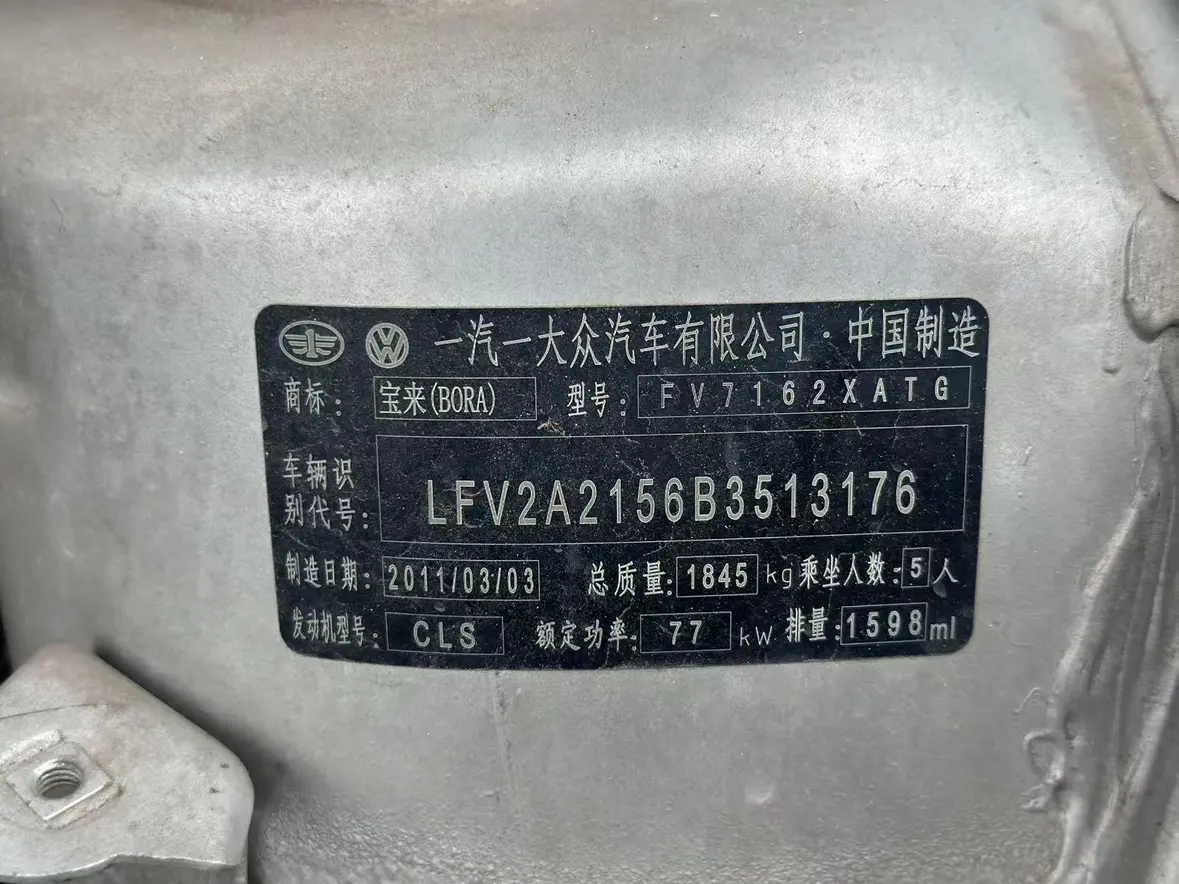 一汽一大众汽车有限公司·中国制造
商标: 宝来(BORA) 型号: FV7162XATG
车辆识别代号: LFV2A2156B3513176
制造日期: 2011/03/03 总质量: 1845 kg 乘坐人数: 5 人
发动机型号: CLS 额定功率: 77 kW 排量: 1598 ml